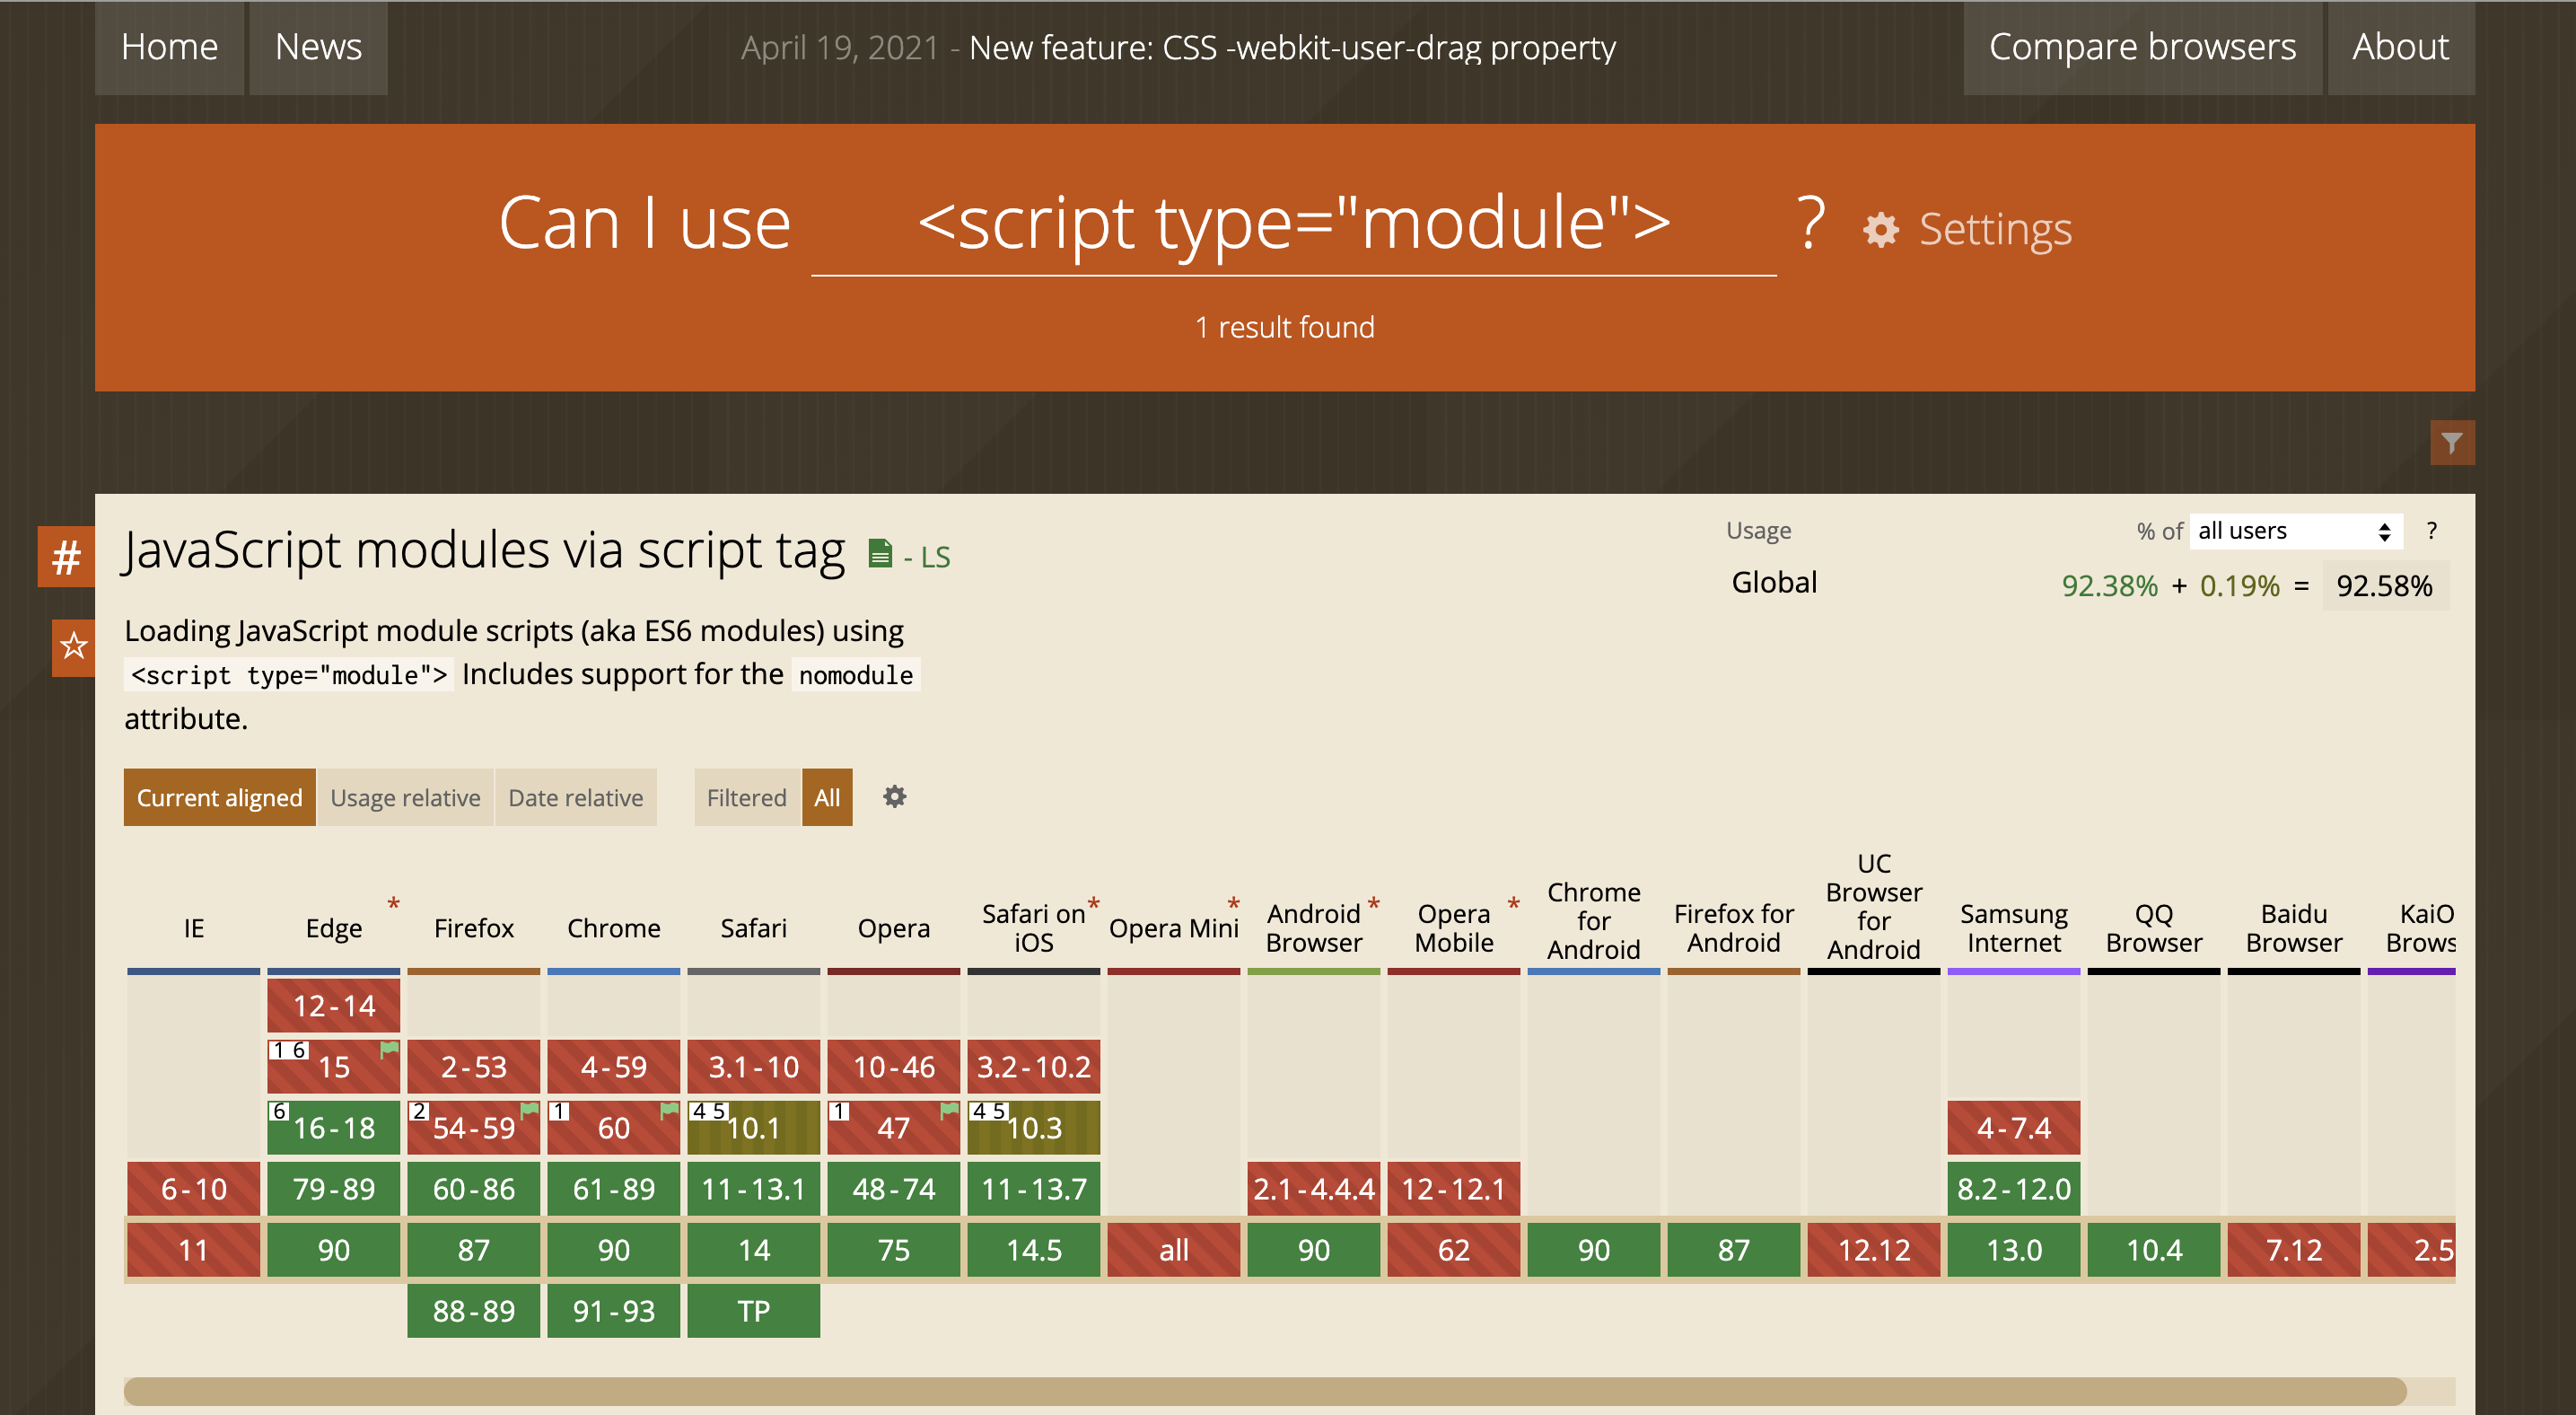 Home
News
April 19, 2021 - New feature: CSS -webkit-user-drag property
Compare browsers
About
Can I use <script type="module"> ?
Settings
1 result found
#
JavaScript modules via script tag - LS
Usage
% of all users ?
Global
92.38% + 0.19% = 92.58%
Loading JavaScript module scripts (aka ES6 modules) using
<script type="module"> Includes support for the nomodule
attribute.
Current aligned
Usage relative
Date relative
Filtered
All
IE
Edge *
Firefox
Chrome
Safari
Opera
Safari on *
iOS
Opera Mini *
Android *
Browser
Opera *
Mobile
Chrome
for
Android
Firefox for
Android
UC
Browser
for
Android
Samsung
Internet
QQ
Browser
Baidu
Browser
KaiO
Brows
12-14
1 6 15
2-53
4-59
3.1-10
10-46
3.2-10.2
6 16-18
2 54-59
1 60
4 5 10.1
1 47
4 5 10.3
4-7.4
6-10
79-89
60-86
61-89
11-13.1
48-74
11-13.7
2.1-4.4.4
12-12.1
8.2-12.0
11
90
87
90
14
75
14.5
all
90
62
90
87
12.12
13.0
10.4
7.12
2.5
88-89
91-93
TP